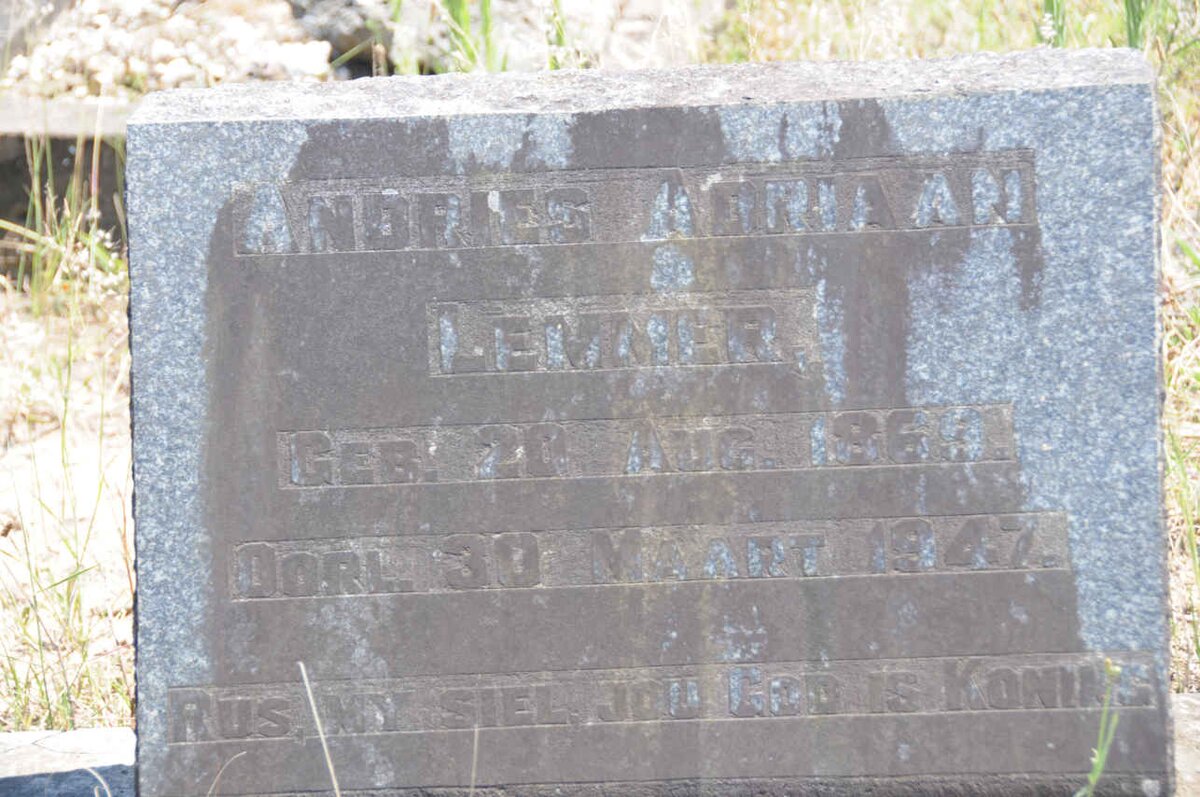 ANDRIES ADRIAAN
LEMMER,
GEB. 20 AUG. 1869.
OORL. 30 MAART 1947.
RUS, MY SIEL, JOU GOD IS KONING